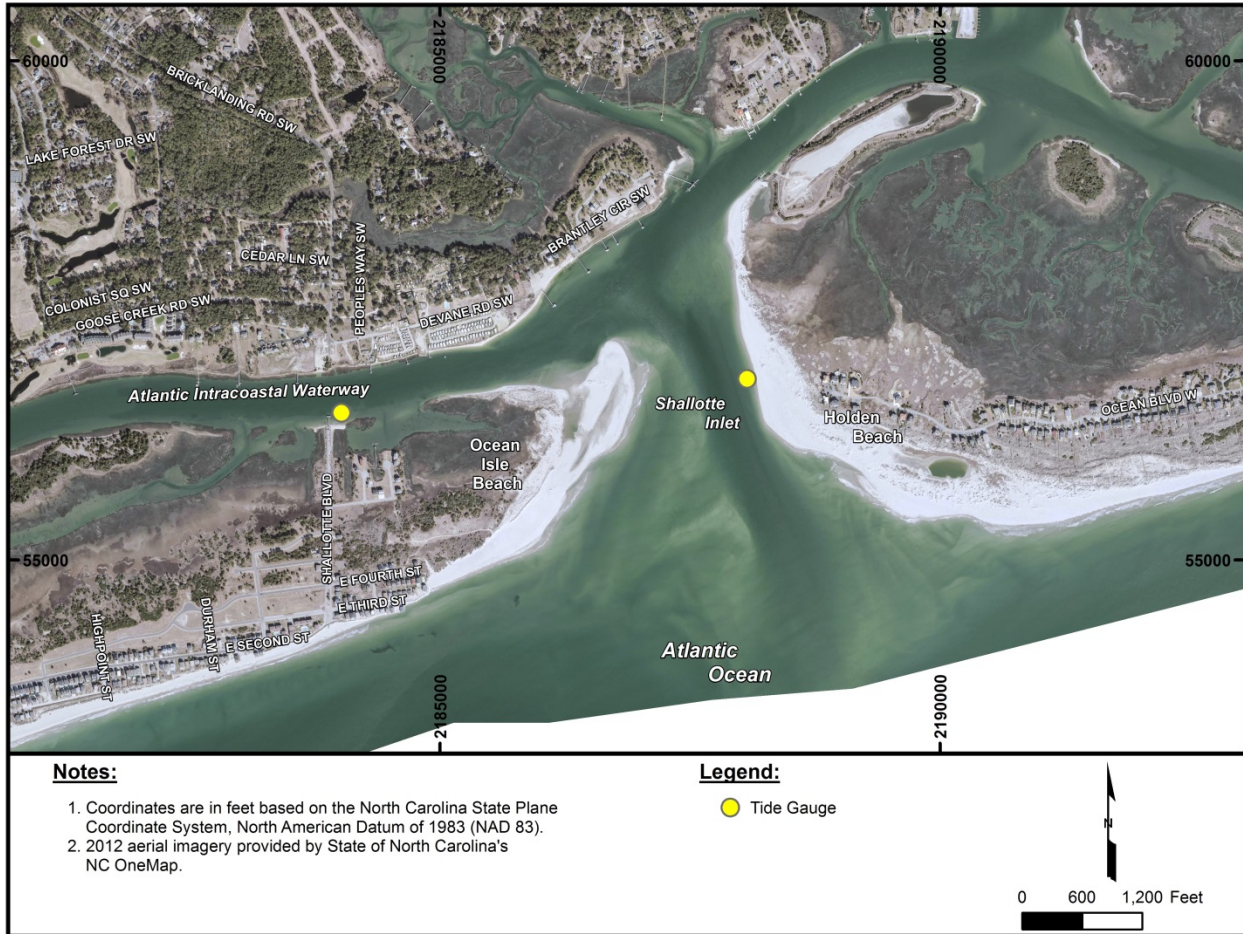 2185000
2190000
60000
60000
BRICKLANDING RD SW
LAKE FOREST DR SW
BRANTLEY CIR SW
CEDAR LN SW
PEOPLES WAY SW
COLONIST SQ SW
GOOSE CREEK RD SW
DEVANE RD SW
Atlantic Intracoastal Waterway
Shallotte
Inlet
Holden
Beach
OCEAN BLVD W
Ocean
Isle
Beach
SHALLOTTE BLVD
55000
55000
E FOURTH ST
E THIRD ST
E SECOND ST
DURHAM ST
HIGHPOINT ST
Atlantic
Ocean
2185000
2190000
Notes:
1. Coordinates are in feet based on the North Carolina State Plane
Coordinate System, North American Datum of 1983 (NAD 83).
2. 2012 aerial imagery provided by State of North Carolina's
NC OneMap.
Legend:
Tide Gauge
N
0 600 1,200 Feet